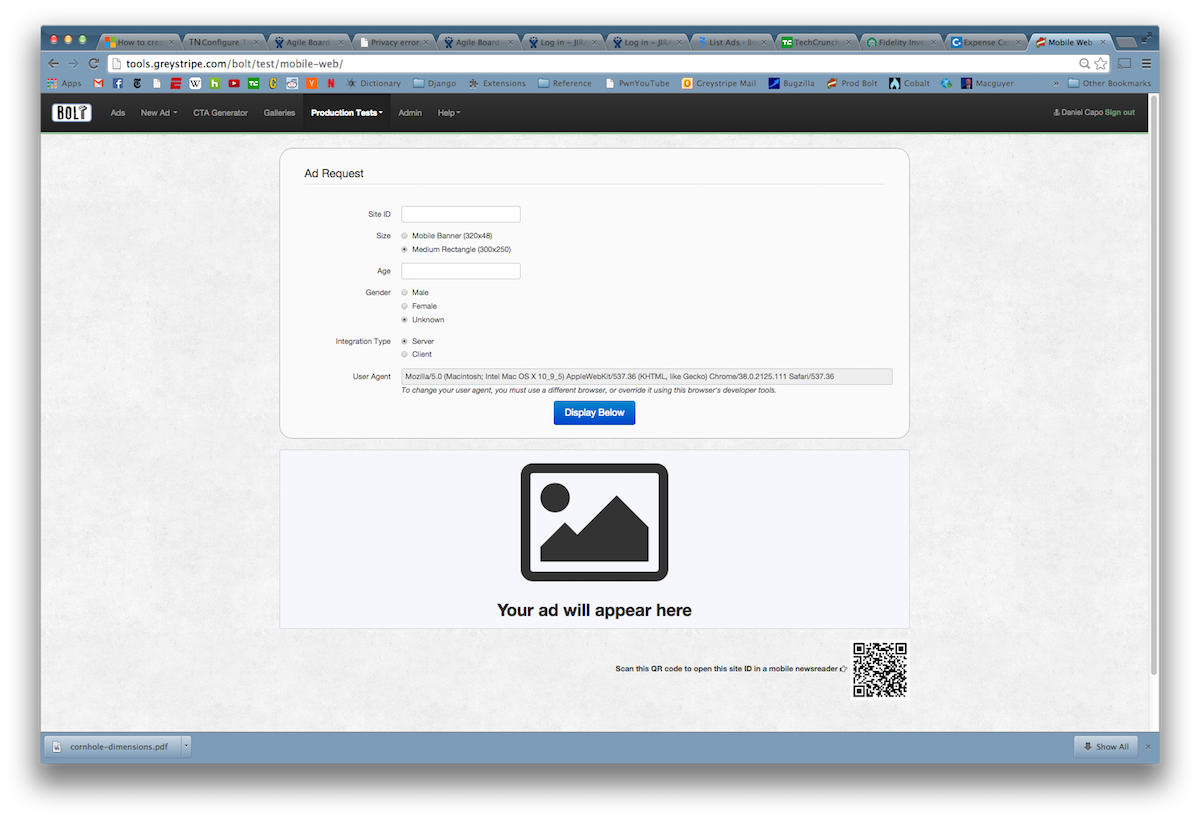 How to crea
TN Configure T
Agile Board
Privacy error
Agile Board
Log in - JIRA
Log in - JIRA
List Ads - B
TC TechCrunch
Fidelity Inve
Expense Ce
Mobile Web
tools.greystripe.com/bolt/test/mobile-web/
Apps Dictionary Django Extensions Reference PwnYouTube Greystripe Mail Bugzilla Prod Bolt Cobalt Macguyer » Other Bookmarks
BOLT Ads New Ad CTA Generator Galleries Production Tests Admin Help Daniel Capo Sign out
Ad Request
Site ID
Size Mobile Banner (320x48)
Medium Rectangle (300x250)
Age
Gender Male
Female
Unknown
Integration Type Server
Client
User Agent Mozilla/5.0 (Macintosh; Intel Mac OS X 10_9_5) AppleWebKit/537.36 (KHTML, like Gecko) Chrome/38.0.2125.111 Safari/537.36
To change your user agent, you must use a different browser, or override it using this browser's developer tools.
Display Below
Your ad will appear here
Scan this QR code to open this site ID in a mobile newsreader
cornhole-dimensions.pdf Show All